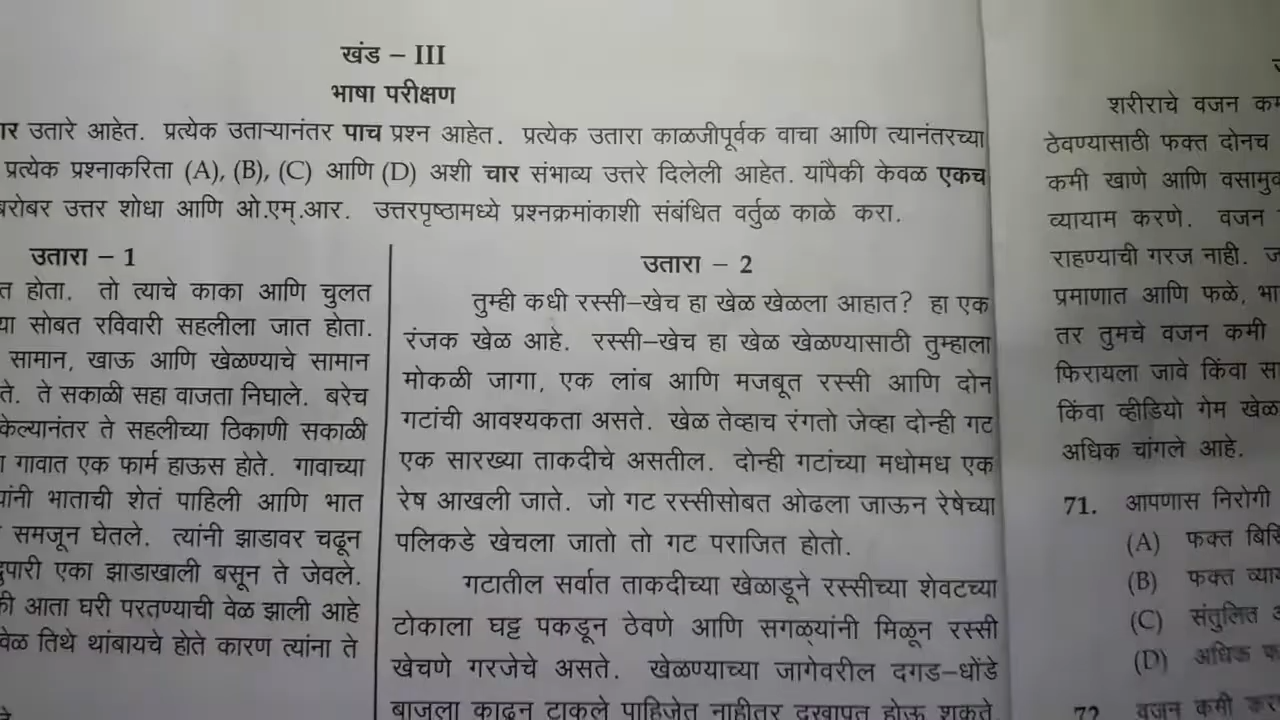 खंड – III
भाषा परीक्षण
उतारे आहेत. प्रत्येक उताऱ्यानंतर पाच प्रश्न आहेत. प्रत्येक उतारा काळजीपूर्वक वाचा आणि त्यानंतरच्या
प्रत्येक प्रश्नाकरिता (A), (B), (C) आणि (D) अशी चार संभाव्य उत्तरे दिलेली आहेत. यांपैकी केवळ एकच
बरोबर उत्तर शोधा आणि ओ.एम्.आर. उत्तरपृष्ठामध्ये प्रश्नक्रमांकाशी संबंधित वर्तुळ काळे करा.
उतारा – 1
होता. तो त्याचे काका आणि चुलत
सोबत रविवारी सहलीला जात होता.
सामान, खाऊ आणि खेळण्याचे सामान
ते सकाळी सहा वाजता निघाले. बरेच
केल्यानंतर ते सहलीच्या ठिकाणी सकाळी
गावात एक फार्म हाऊस होते. गावाच्या
भाताची शेतं पाहिली आणि भात
समजून घेतले. त्यांनी झाडावर चढून
दुपारी एका झाडाखाली बसून ते जेवले.
की आता घरी परतण्याची वेळ झाली आहे
वेळ तिथे थांबायचे होते कारण त्यांना ते
उतारा – 2
तुम्ही कधी रस्सी–खेच हा खेळ खेळला आहात? हा एक
रंजक खेळ आहे. रस्सी–खेच हा खेळ खेळण्यासाठी तुम्हाला
मोकळी जागा, एक लांब आणि मजबूत रस्सी आणि दोन
गटांची आवश्यकता असते. खेळ तेव्हाच रंगतो जेव्हा दोन्ही गट
एक सारख्या ताकदीचे असतील. दोन्ही गटांच्या मधोमध एक
रेष आखली जाते. जो गट रस्सीसोबत ओढला जाऊन रेषेच्या
पलिकडे खेचला जातो तो गट पराजित होतो.
गटातील सर्वात ताकदीच्या खेळाडूने रस्सीच्या शेवटच्या
टोकाला घट्ट पकडून ठेवणे आणि सगळ्यांनी मिळून रस्सी
खेचणे गरजेचे असते. खेळण्याच्या जागेवरील दगड–धोंडे
बाजूला काढून टाकले पाहिजेत नाहीतर दुखापत होऊ शकते.
शरीराचे वजन
ठेवण्यासाठी फक्त दोनच
कमी खाणे आणि
व्यायाम करणे. वजन
राहण्याची गरज नाही.
प्रमाणात आणि फळे,
तर तुमचे वजन कमी
फिरायला जावे किंवा
किंवा व्हीडियो गेम
अधिक चांगले आहे.
71. आपणास निरोगी
(A) फक्त
(B) फक्त
(C) संतुलित
(D) अधिक
72. वजन कमी